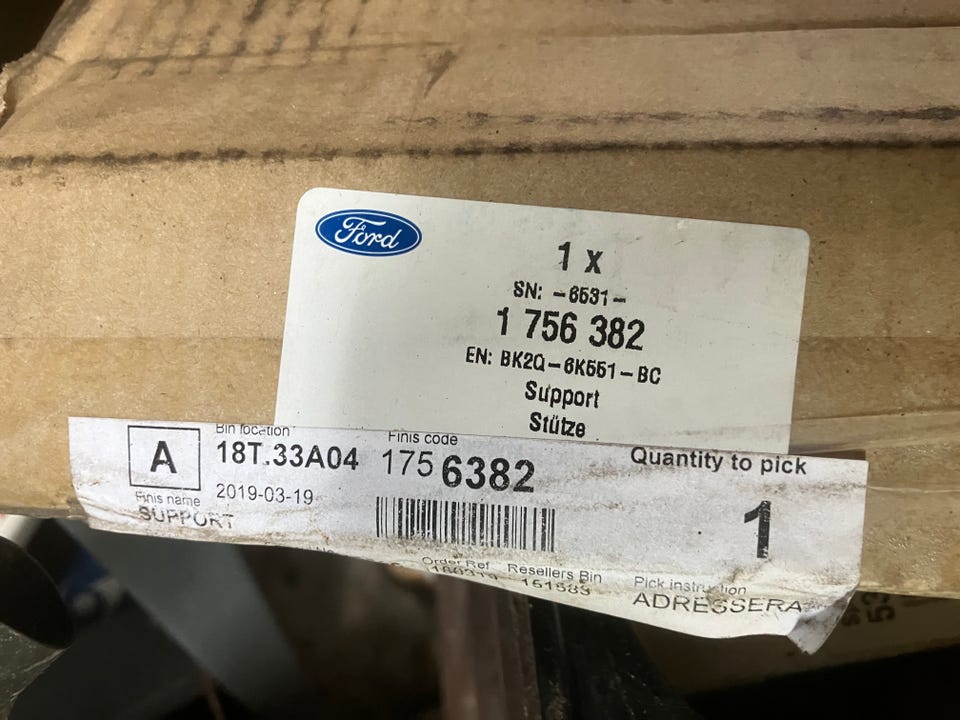 Ford
1 x
SN: -6531-
1 756 382
EN: BK2Q-6K551-BC
Support
Stütze
A
Bin location
18T.33A04
Finis code
175 6382
Quantity to pick
1
Finis name
2019-03-19
SUPPORT
Order Ref
Resellers Bin
151583
Pick instruction
ADRESSERA
53